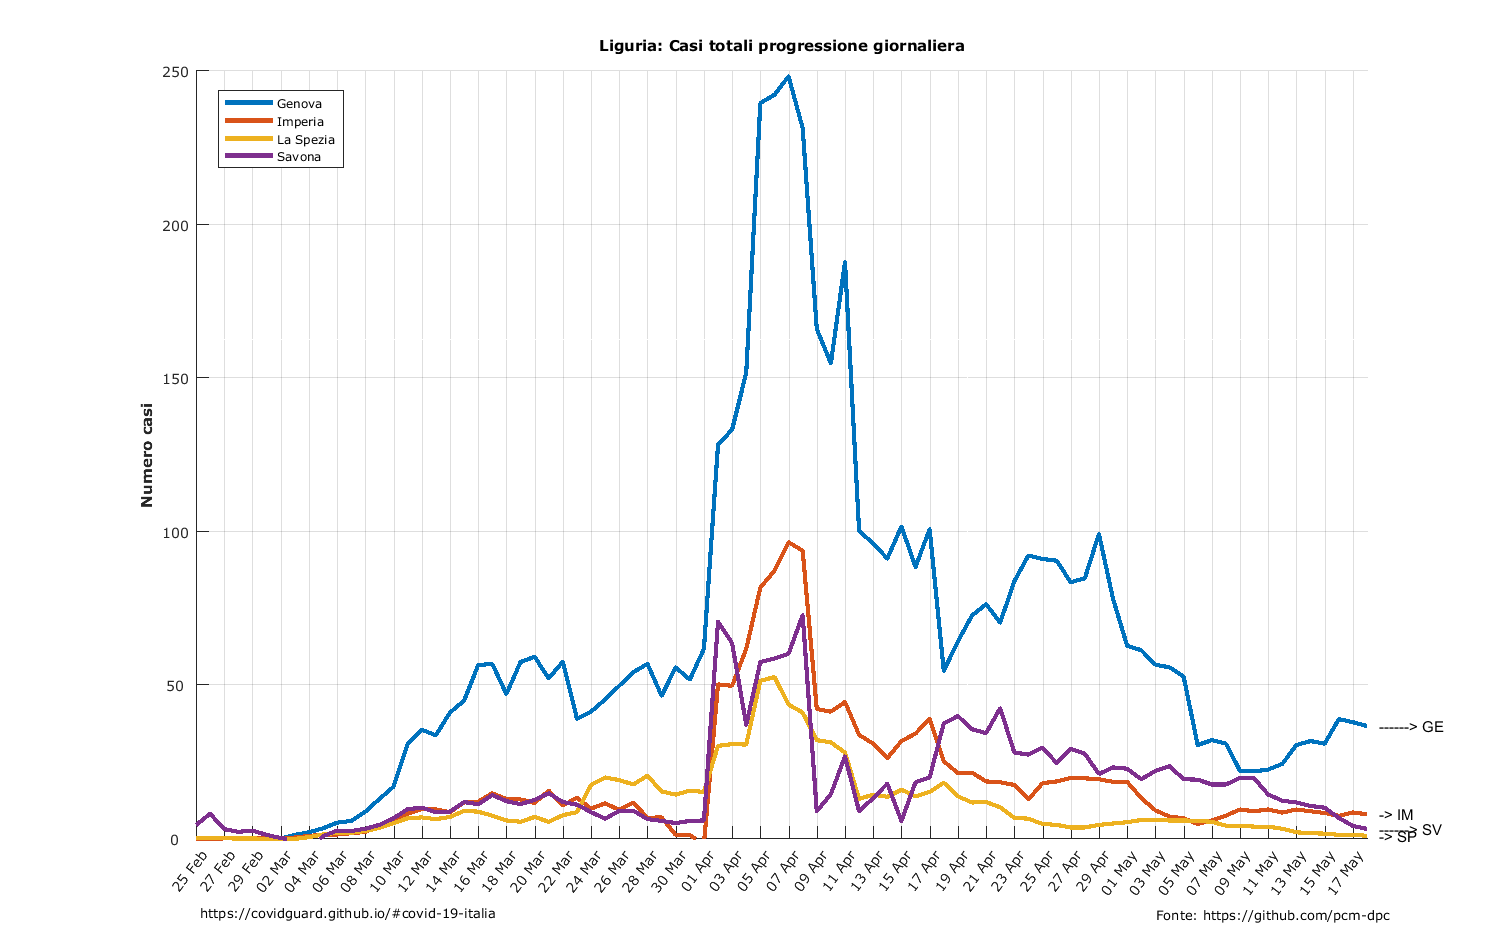 Liguria: Casi totali progressione giornaliera
250
200
150
100
50
0
Numero casi
Genova
Imperia
La Spezia
Savona
------> GE
-> IM
------> SV
-> SP
25 Feb
27 Feb
29 Feb
02 Mar
04 Mar
06 Mar
08 Mar
10 Mar
12 Mar
14 Mar
16 Mar
18 Mar
20 Mar
22 Mar
24 Mar
26 Mar
28 Mar
30 Mar
01 Apr
03 Apr
05 Apr
07 Apr
09 Apr
11 Apr
13 Apr
15 Apr
17 Apr
19 Apr
21 Apr
23 Apr
25 Apr
27 Apr
29 Apr
01 May
03 May
05 May
07 May
09 May
11 May
13 May
15 May
17 May
https://covidguard.github.io/#covid-19-italia
Fonte: https://github.com/pcm-dpc